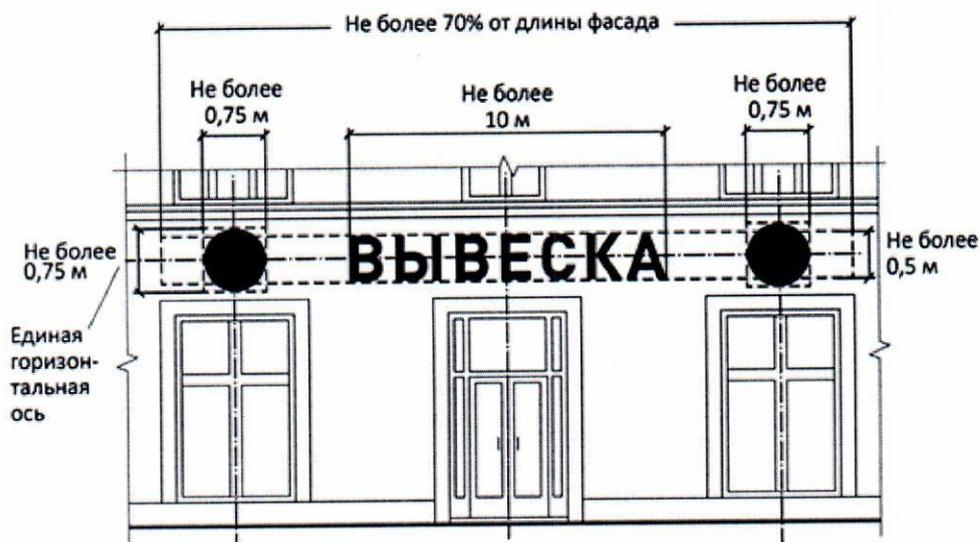 Не более 70% от длины фасада
Не более
0,75 м
Не более
10 м
Не более
0,75 м
Не более
0,75 м
ВЫВЕСКА
Не более
0,5 м
Единая
горизон-
тальная
ось